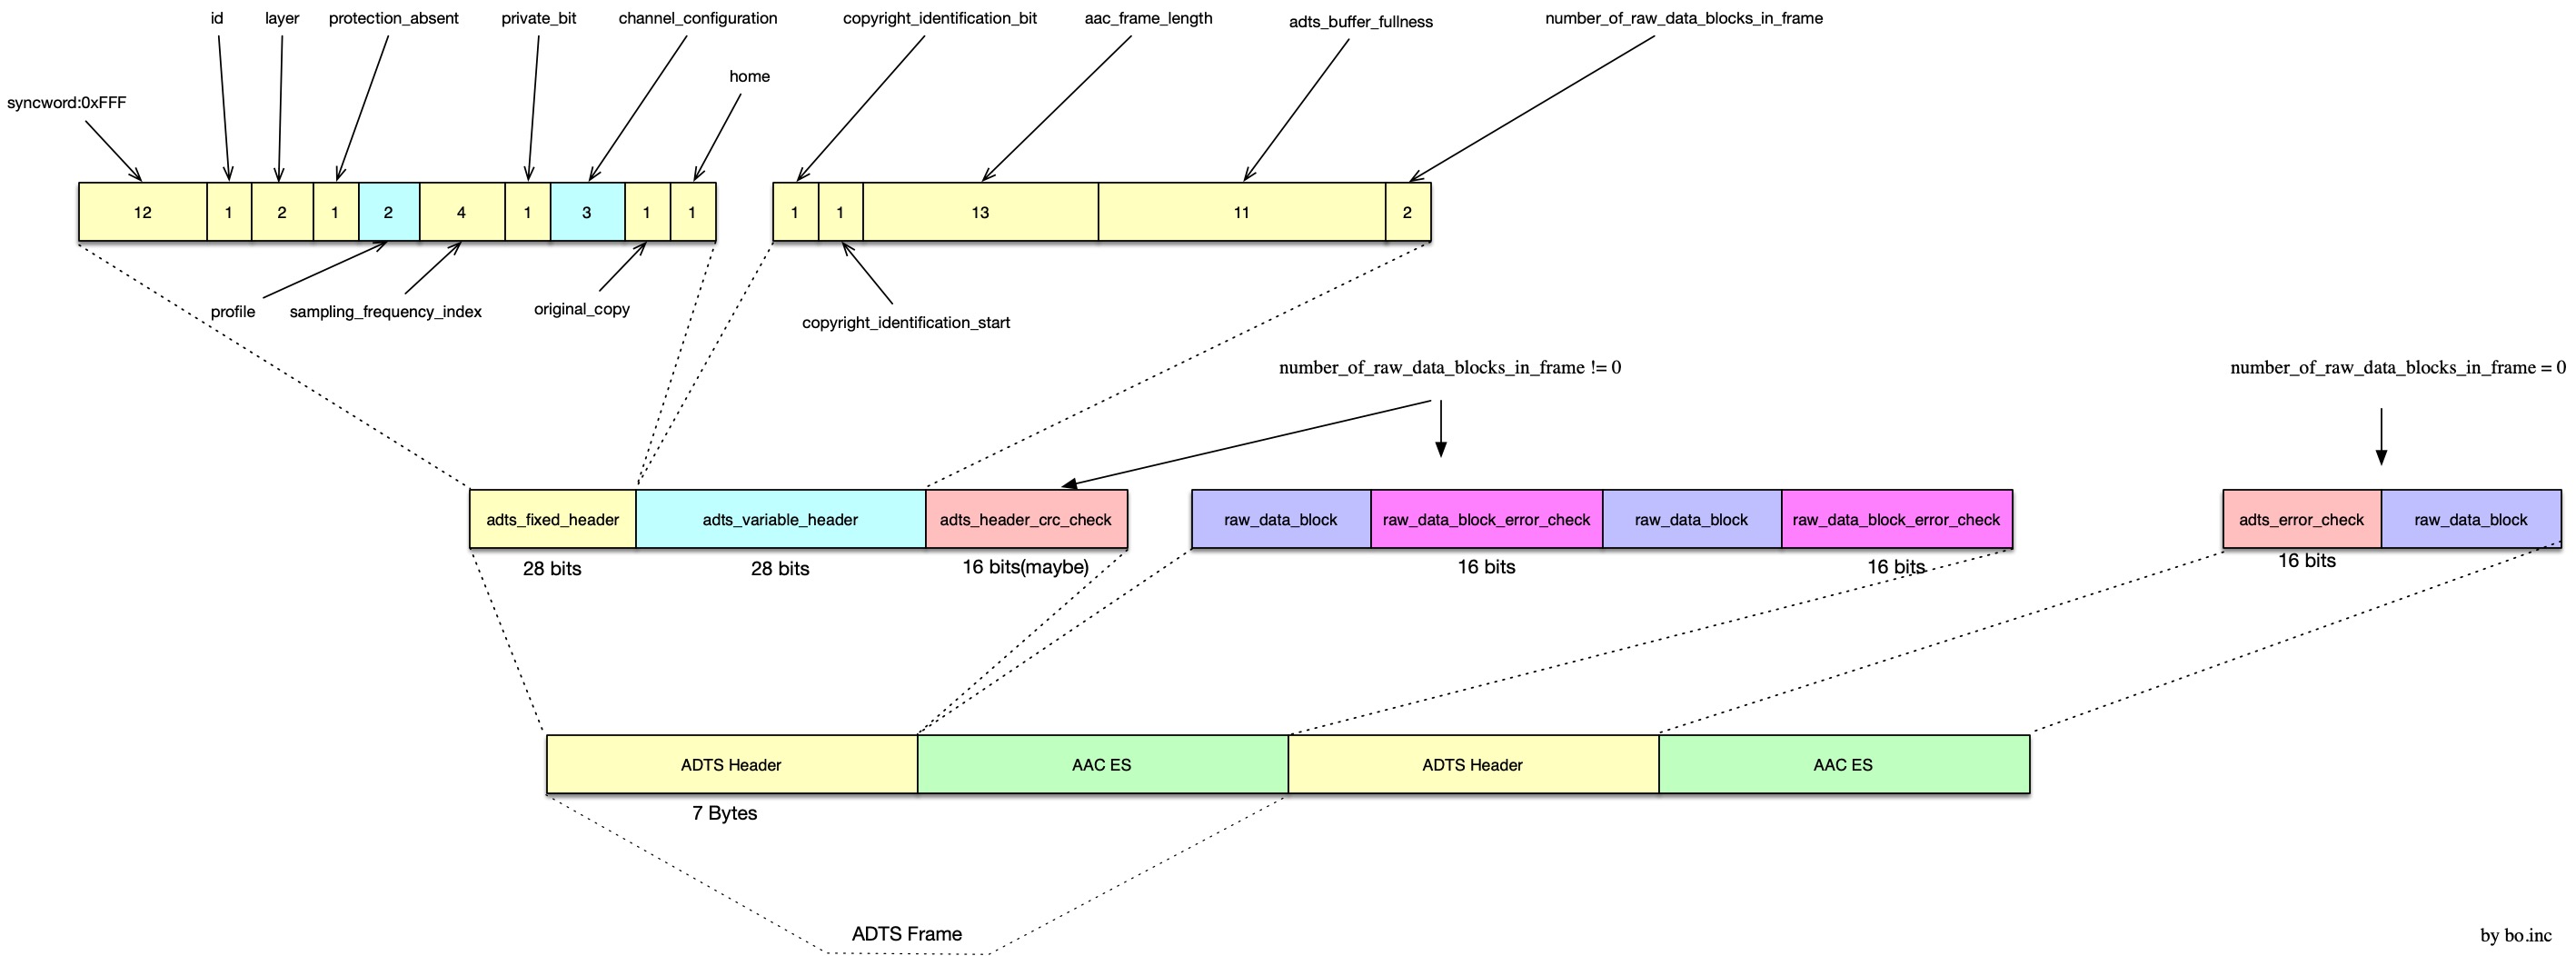 id
layer
protection_absent
private_bit
channel_configuration
copyright_identification_bit
aac_frame_length
adts_buffer_fullness
number_of_raw_data_blocks_in_frame
home
syncword:0xFFF
12
1
2
1
2
4
1
3
1
1
1
1
13
11
2
profile
sampling_frequency_index
original_copy
copyright_identification_start
number_of_raw_data_blocks_in_frame != 0
number_of_raw_data_blocks_in_frame = 0
adts_fixed_header
adts_variable_header
adts_header_crc_check
raw_data_block
raw_data_block_error_check
raw_data_block
raw_data_block_error_check
adts_error_check
raw_data_block
28 bits
28 bits
16 bits(maybe)
16 bits
16 bits
16 bits
ADTS Header
AAC ES
ADTS Header
AAC ES
7 Bytes
ADTS Frame
by bo.inc